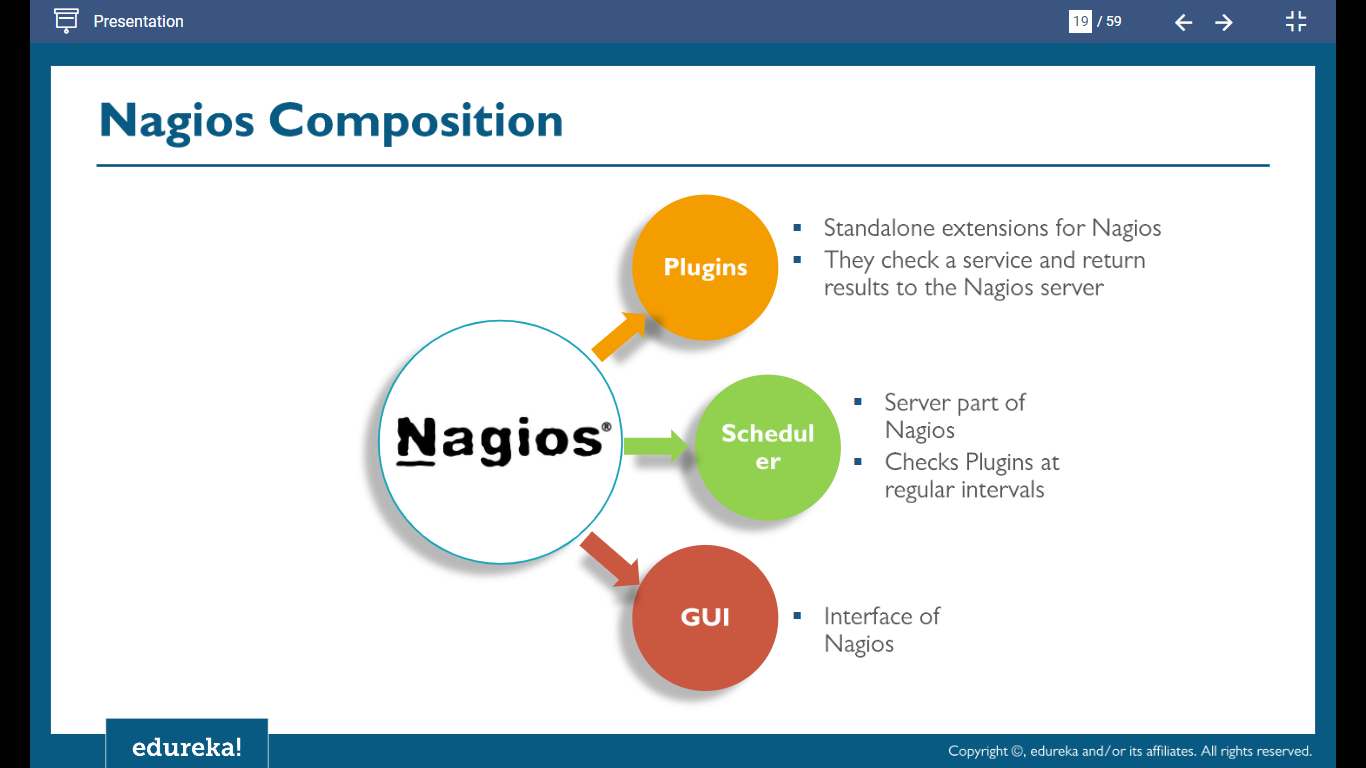 Presentation
19 / 59
Nagios Composition
Plugins
▪ Standalone extensions for Nagios
▪ They check a service and return
results to the Nagios server
Nagios®
Schedul
er
▪ Server part of
Nagios
▪ Checks Plugins at
regular intervals
GUI
▪ Interface of
Nagios
edureka!
Copyright ©, edureka and/or its affiliates. All rights reserved.